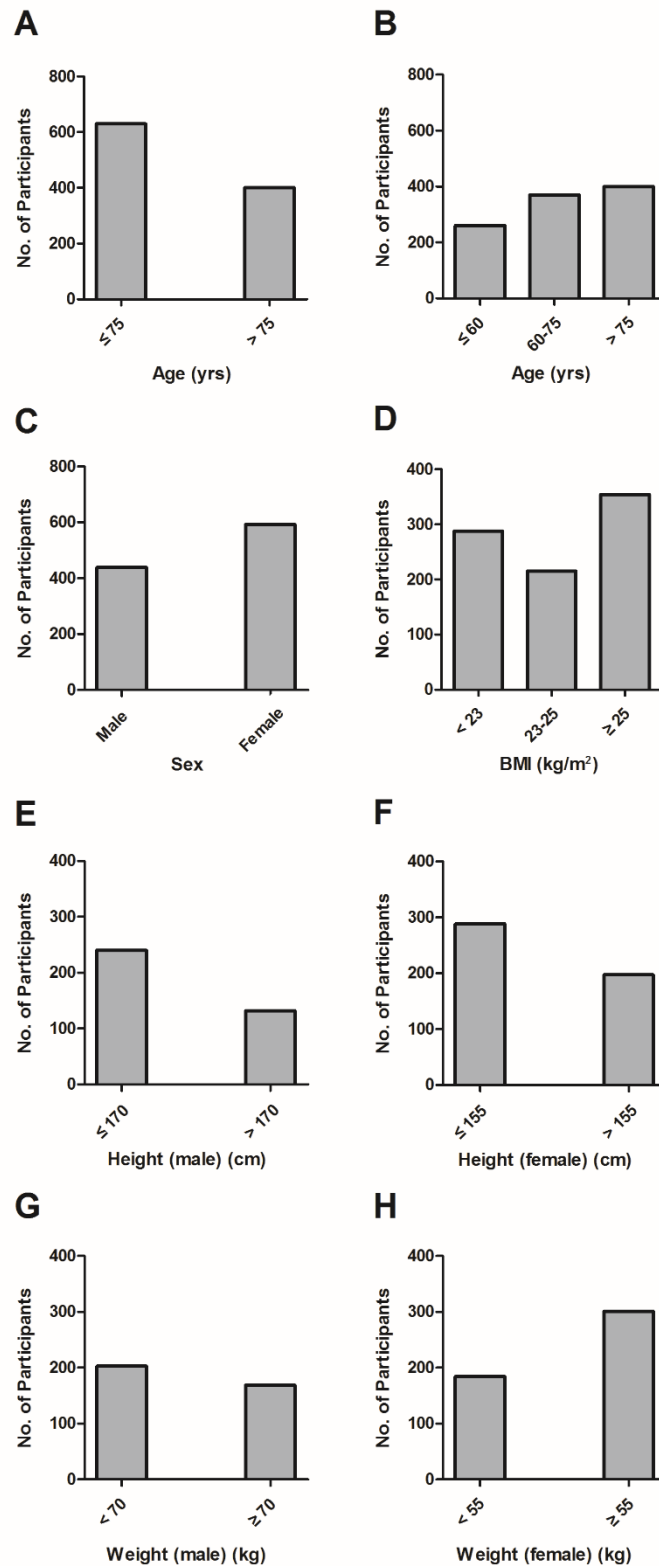 A
No. of Participants
800
600
400
200
0
≤ 75
> 75
Age (yrs)
B
No. of Participants
800
600
400
200
0
≤ 60
60-75
> 75
Age (yrs)
C
No. of Participants
800
600
400
200
0
Male
Female
Sex
D
No. of Participants
400
300
200
100
0
< 23
23-25
≥ 25
BMI (kg/m²)
E
No. of Participants
400
300
200
100
0
≤ 170
> 170
Height (male) (cm)
F
No. of Participants
400
300
200
100
0
≤ 155
> 155
Height (female) (cm)
G
No. of Participants
400
300
200
100
0
< 70
≥ 70
Weight (male) (kg)
H
No. of Participants
400
300
200
100
0
< 55
≥ 55
Weight (female) (kg)